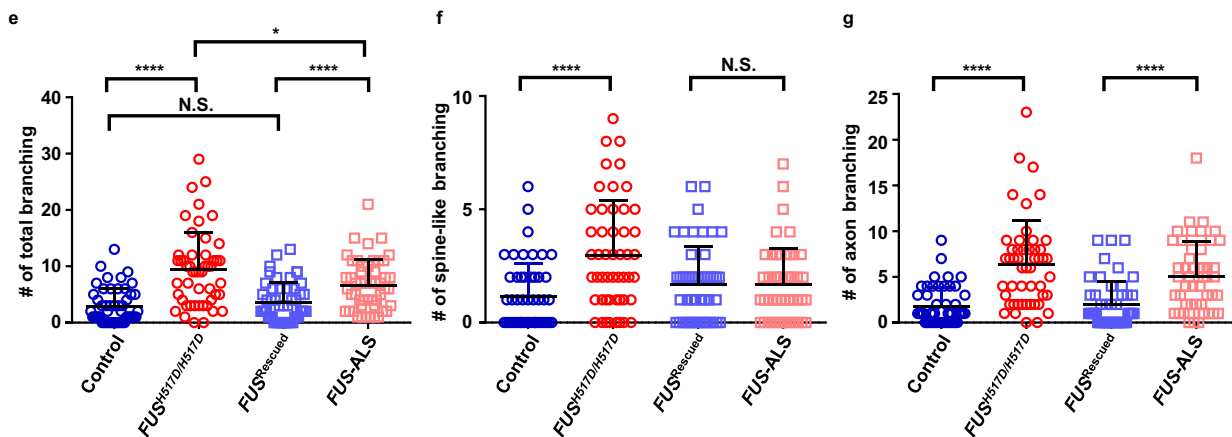 e
f
g
*
****
****
N.S.
****
N.S.
****
****
# of total branching
40
30
20
10
0
Control
FUSH517D/H517D
FUSRescued
FUS-ALS
# of spine-like branching
10
5
0
Control
FUSH517D/H517D
FUSRescued
FUS-ALS
# of axon branching
25
20
15
10
5
0
Control
FUSH517D/H517D
FUSRescued
FUS-ALS